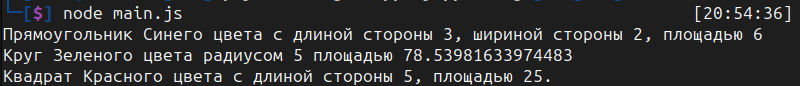 └─[$] node main.js [20:54:36]
Прямоугольник Синего цвета с длиной стороны 3, шириной стороны 2, площадью 6
Круг Зеленого цвета радиусом 5 площадью 78.53981633974483
Квадрат Красного цвета с длиной стороны 5, площадью 25.